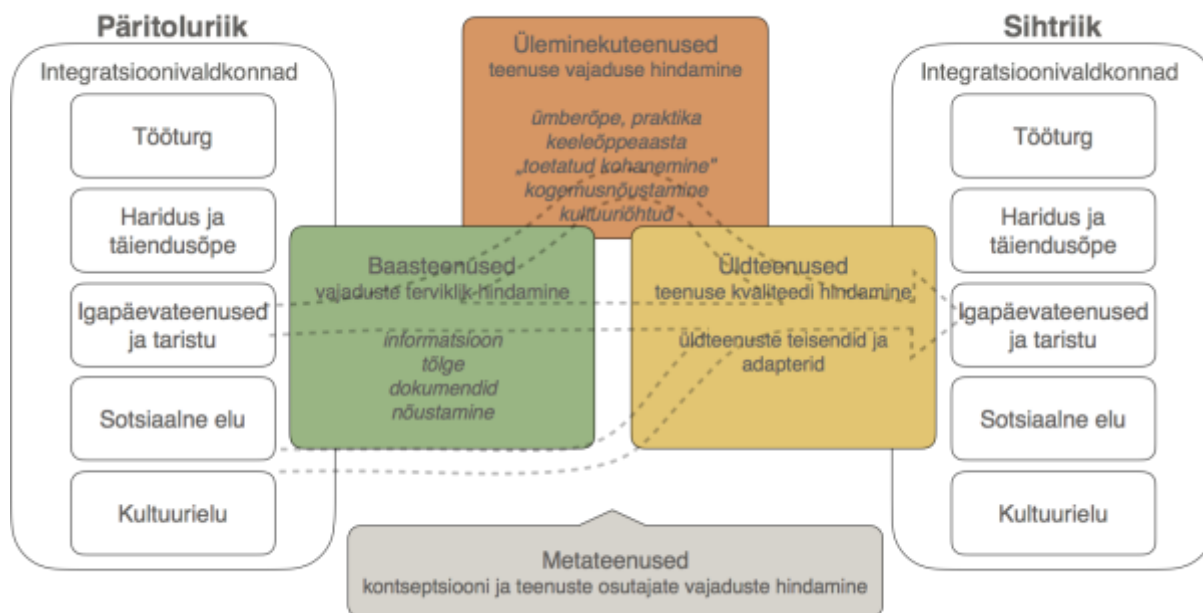 Päritoluriik
Integratsioonivaldkonnad
Tööturg
Haridus ja
täiendusõpe
Igapäevateenused
ja taristu
Sotsiaalne elu
Kultuurielu
Üleminekuteenused
teenuse vajaduse hindamine
ümberõpe, praktika
keeleõppeaasta
„toetatud kohanemine"
kogemusnõustamine
kultuuriõhtud
Baasteenused
vajaduste terviklik hindamine
informatsioon
tõlge
dokumendid
nõustamine
Üldteenused
teenuse kvaliteedi hindamine
üldteenuste teisendid ja
adapterid
Metateenused
kontseptsiooni ja teenuste osutajate vajaduste hindamine
Sihtriik
Integratsioonivaldkonnad
Tööturg
Haridus ja
täiendusõpe
Igapäevateenused
ja taristu
Sotsiaalne elu
Kultuurielu